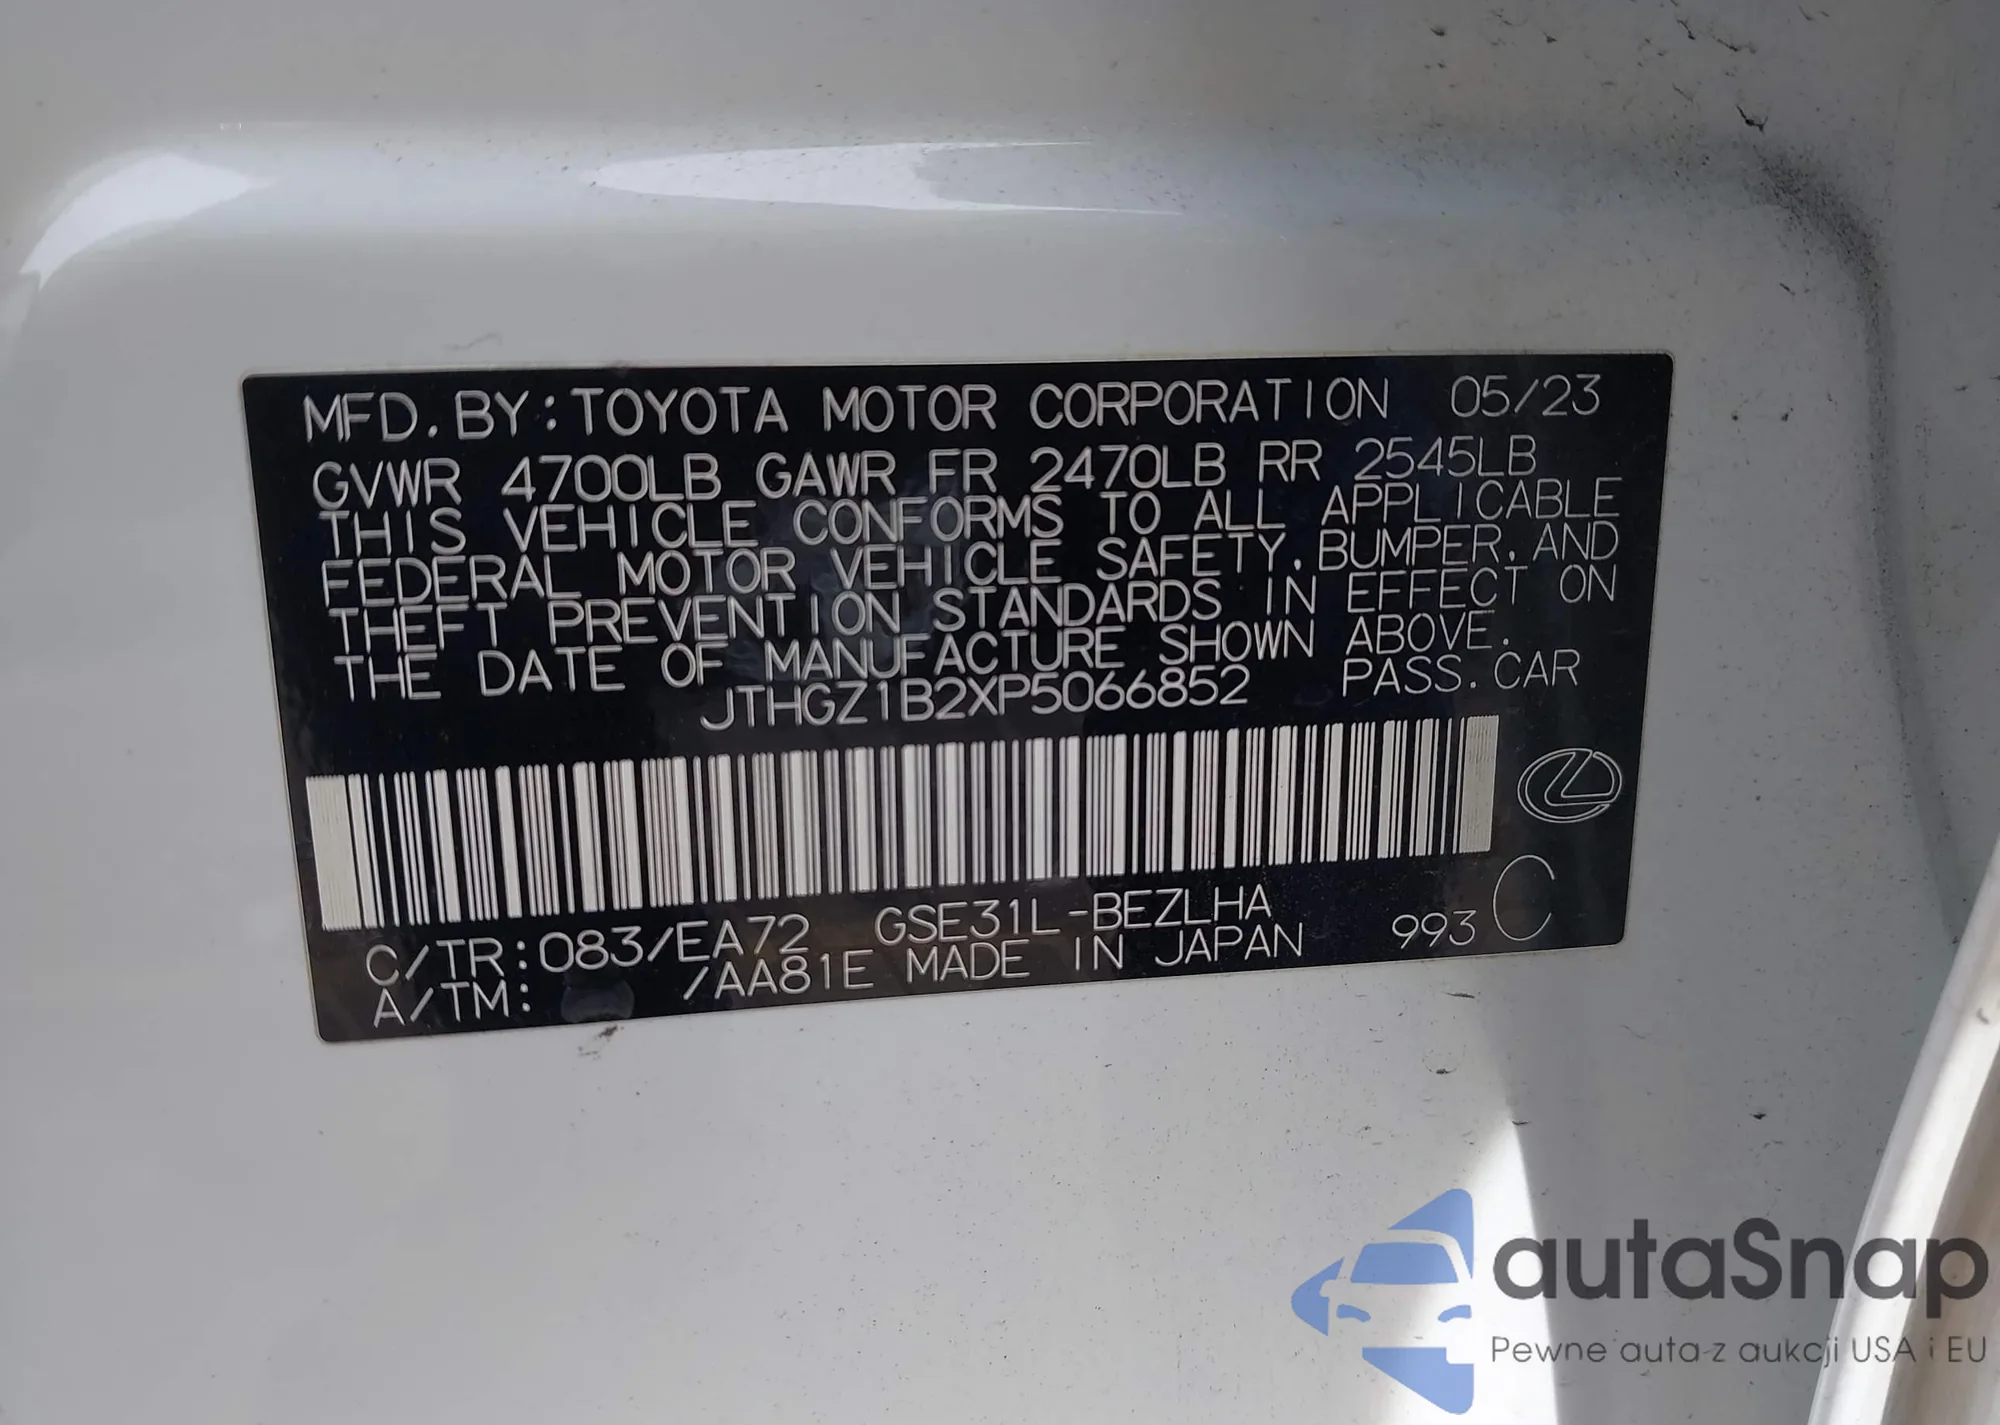 MFD. BY: TOYOTA MOTOR CORPORATION 05/23
GVWR 4700LB GAWR FR 2470LB RR 2545LB
THIS VEHICLE CONFORMS TO ALL APPLICABLE
FEDERAL MOTOR VEHICLE SAFETY, BUMPER, AND
THEFT PREVENTION STANDARDS IN EFFECT ON
THE DATE OF MANUFACTURE SHOWN ABOVE.
JTHGZ1B2XP5066852 PASS. CAR
C/TR:083/EA72 GSE31L-BEZLHA
A/TM: /AA81E MADE IN JAPAN 993 C
autaSnap
Pewne auta z aukcji USA i EU